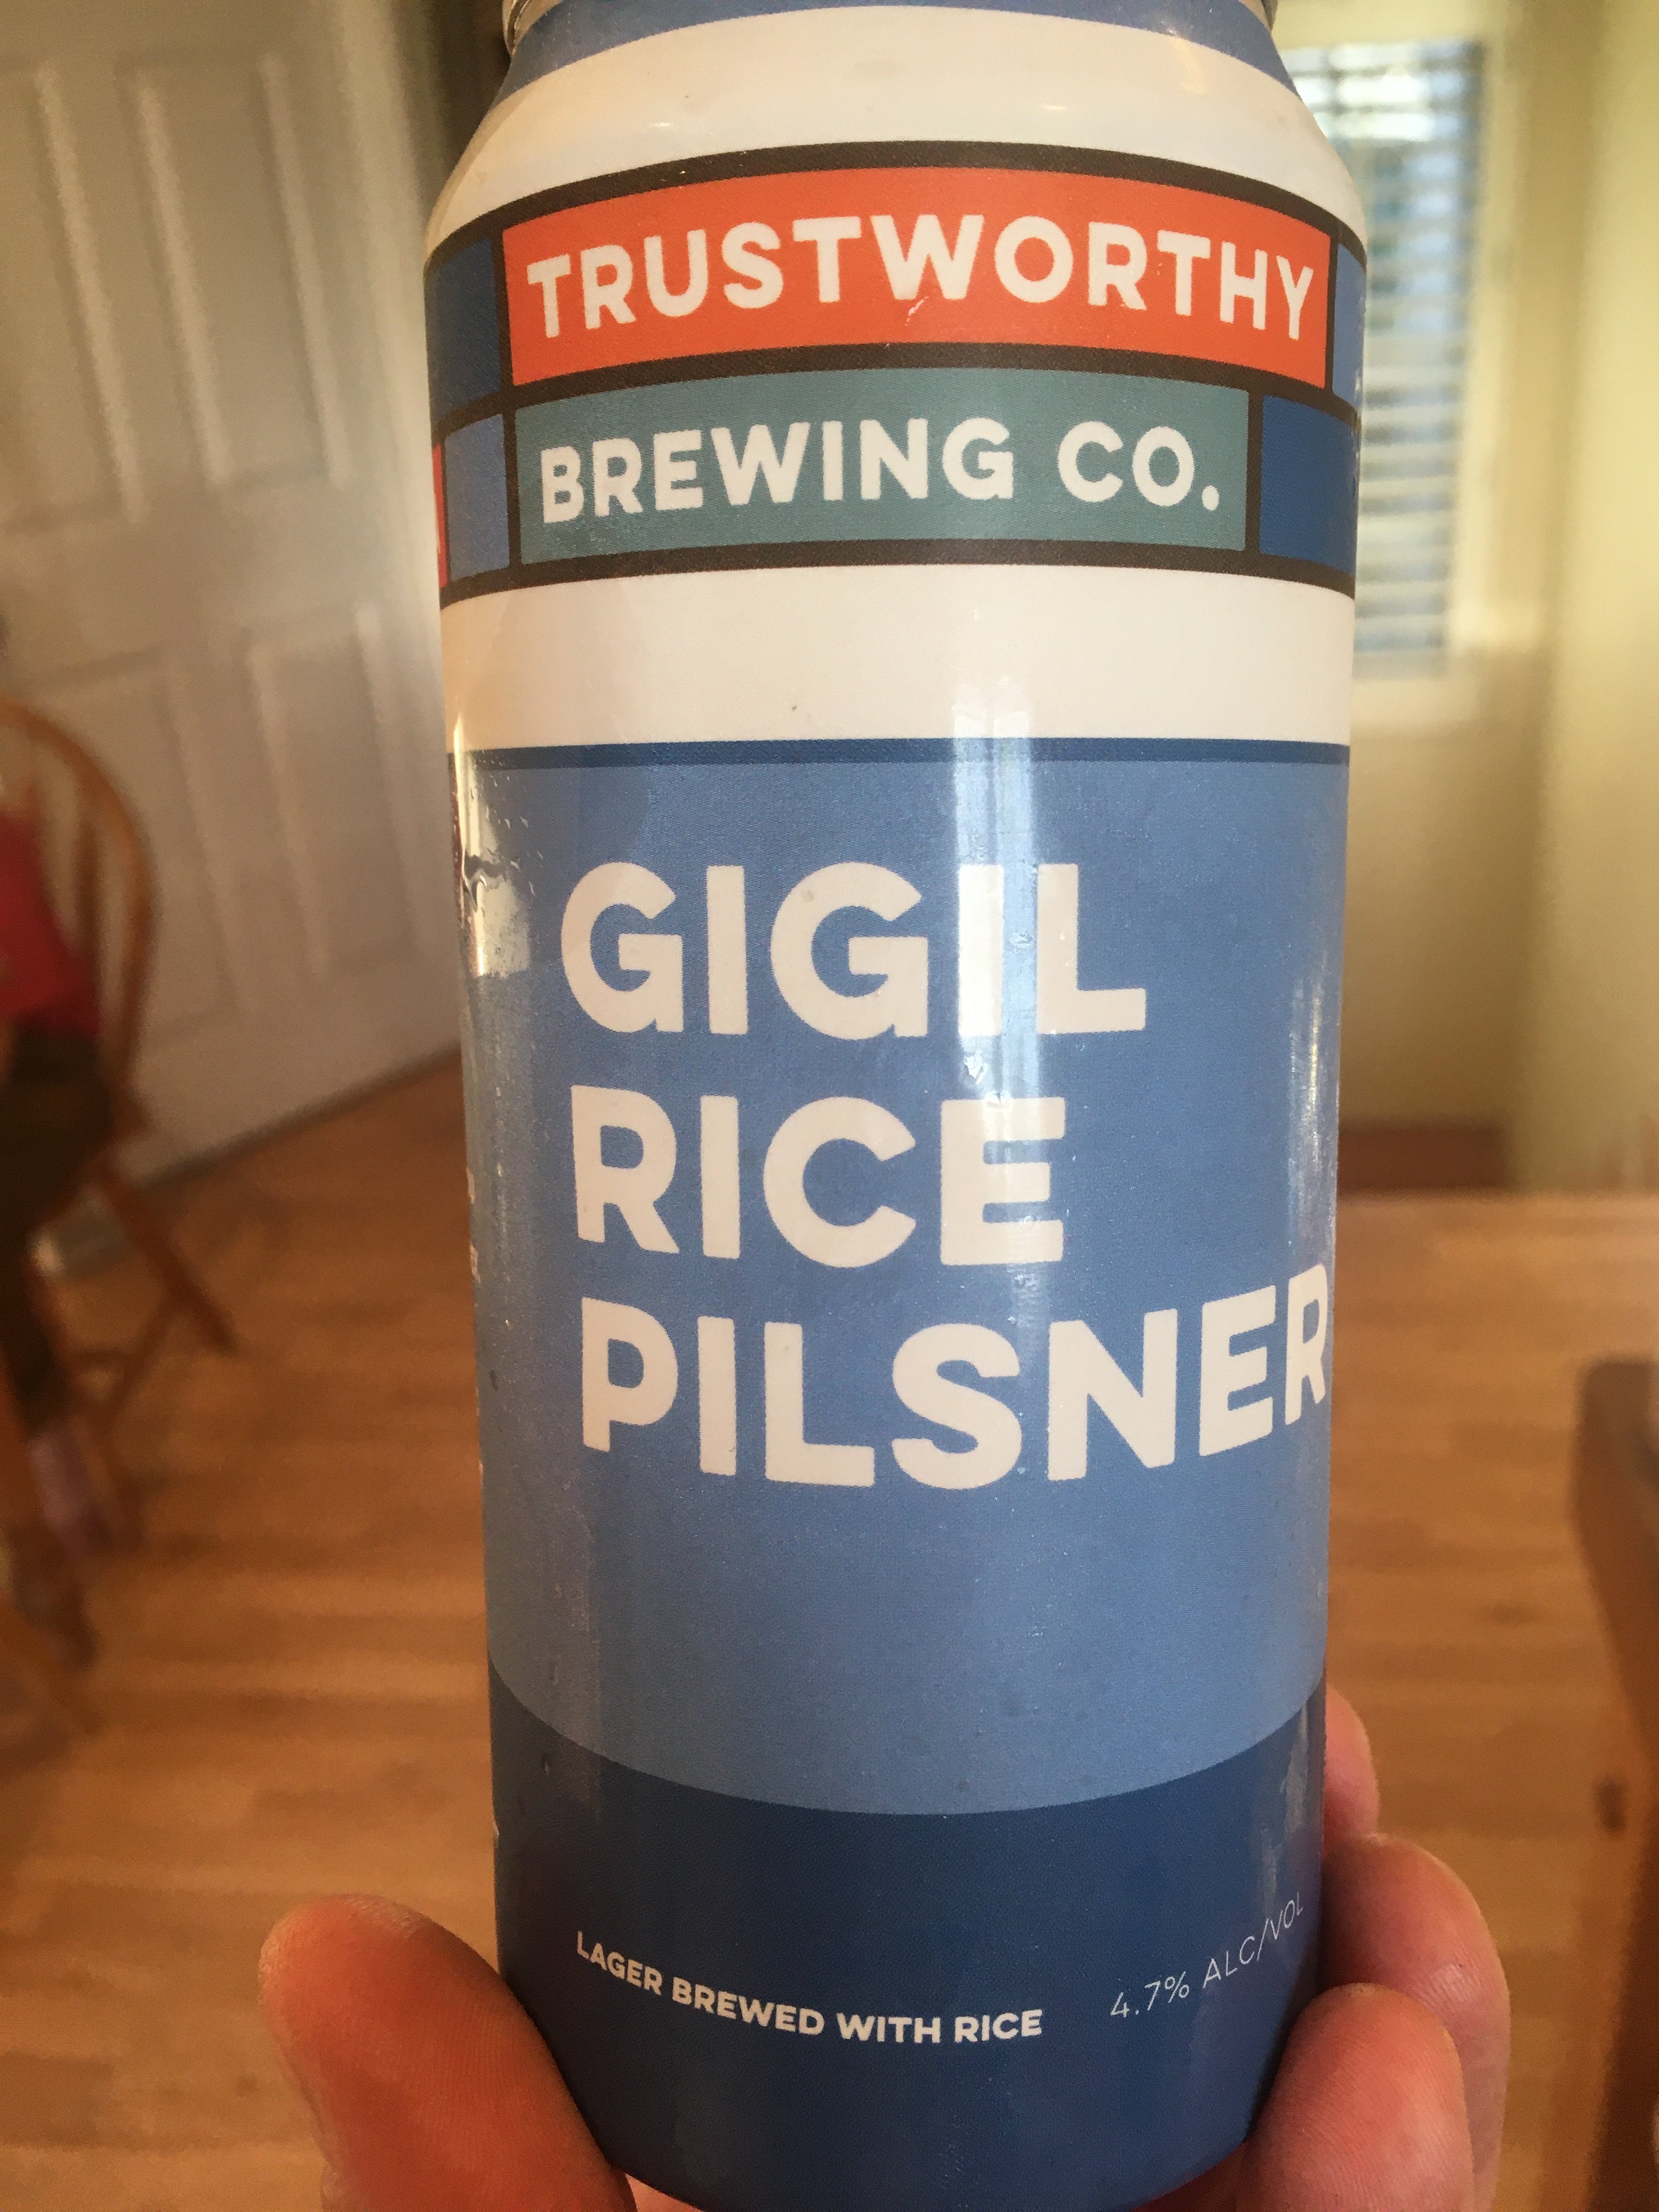 TRUSTWORTHY
BREWING CO.
GIGIL
RICE
PILSNER
LAGER BREWED WITH RICE
4.7% ALC/VOL